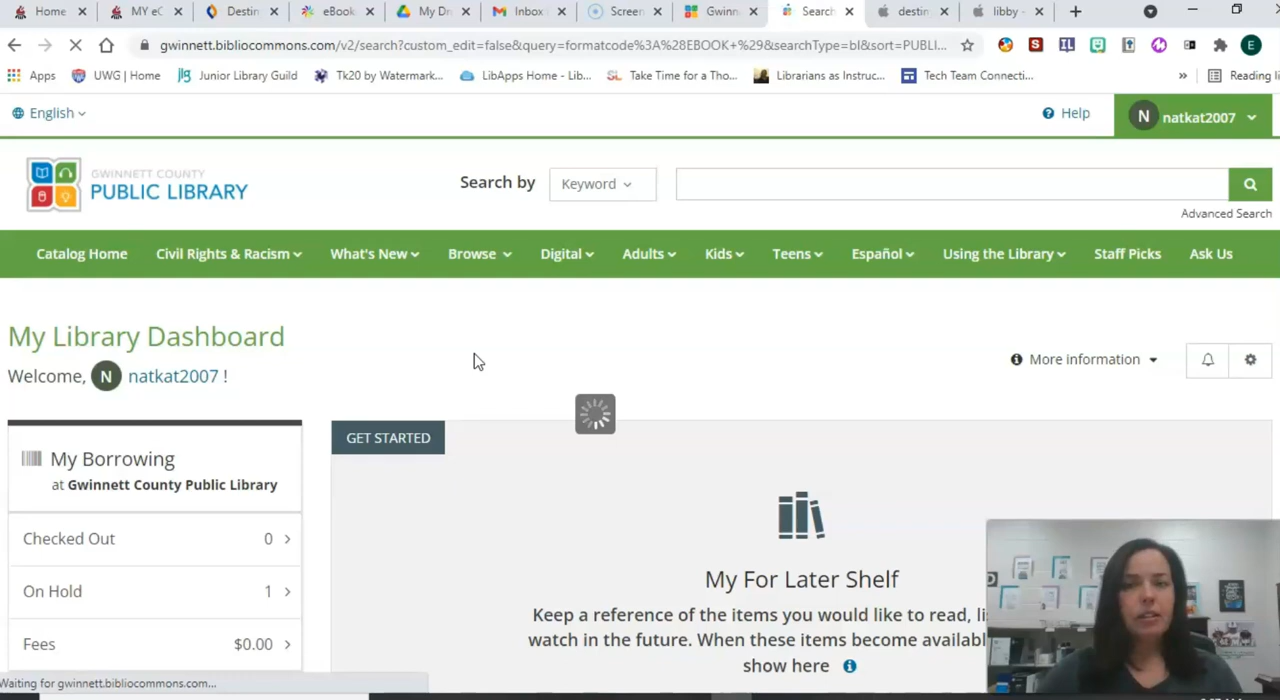 Home
MY eC
Destin
eBook
My Dr
Inbox
Screen
Gwinn
Search
destin
libby -
gwinnett.bibliocommons.com/v2/search?custom_edit=false&query=formatcode%3A%28EBOOK+%29&searchType=bl&sort=PUBLI...
Apps
UWG | Home
Junior Library Guild
Tk20 by Watermark...
LibApps Home - Lib...
SL Take Time for a Tho...
Librarians as Instruc...
Tech Team Connecti...
»
Reading li
English
Help
N natkat2007
GWINNETT COUNTY
PUBLIC LIBRARY
Search by
Keyword
Advanced Search
Catalog Home
Civil Rights & Racism
What's New
Browse
Digital
Adults
Kids
Teens
Español
Using the Library
Staff Picks
Ask Us
My Library Dashboard
Welcome, N natkat2007 !
More information
My Borrowing
at Gwinnett County Public Library
Checked Out 0
On Hold 1
Fees $0.00
GET STARTED
My For Later Shelf
Keep a reference of the items you would like to read, li
watch in the future. When these items become availabl
show here
Waiting for gwinnett.bibliocommons.com...